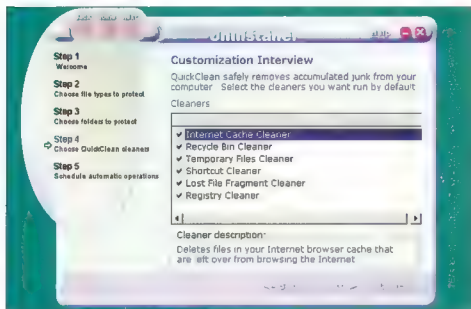 Uninstaller
Step 1
Welcome
Step 2
Choose file types to protect
Step 3
Choose folders to protect
Step 4
Choose QuickClean cleaners
Step 5
Schedule automatic operations
Customization Interview
QuickClean safely removes accumulated junk from your
computer Select the cleaners you want run by default
Cleaners
Internet Cache Cleaner
Recycle Bin Cleaner
Temporary Files Cleaner
Shortcut Cleaner
Lost File Fragment Cleaner
Registry Cleaner
Cleaner description:
Deletes files in your Internet browser cache that
are left over from browsing the Internet